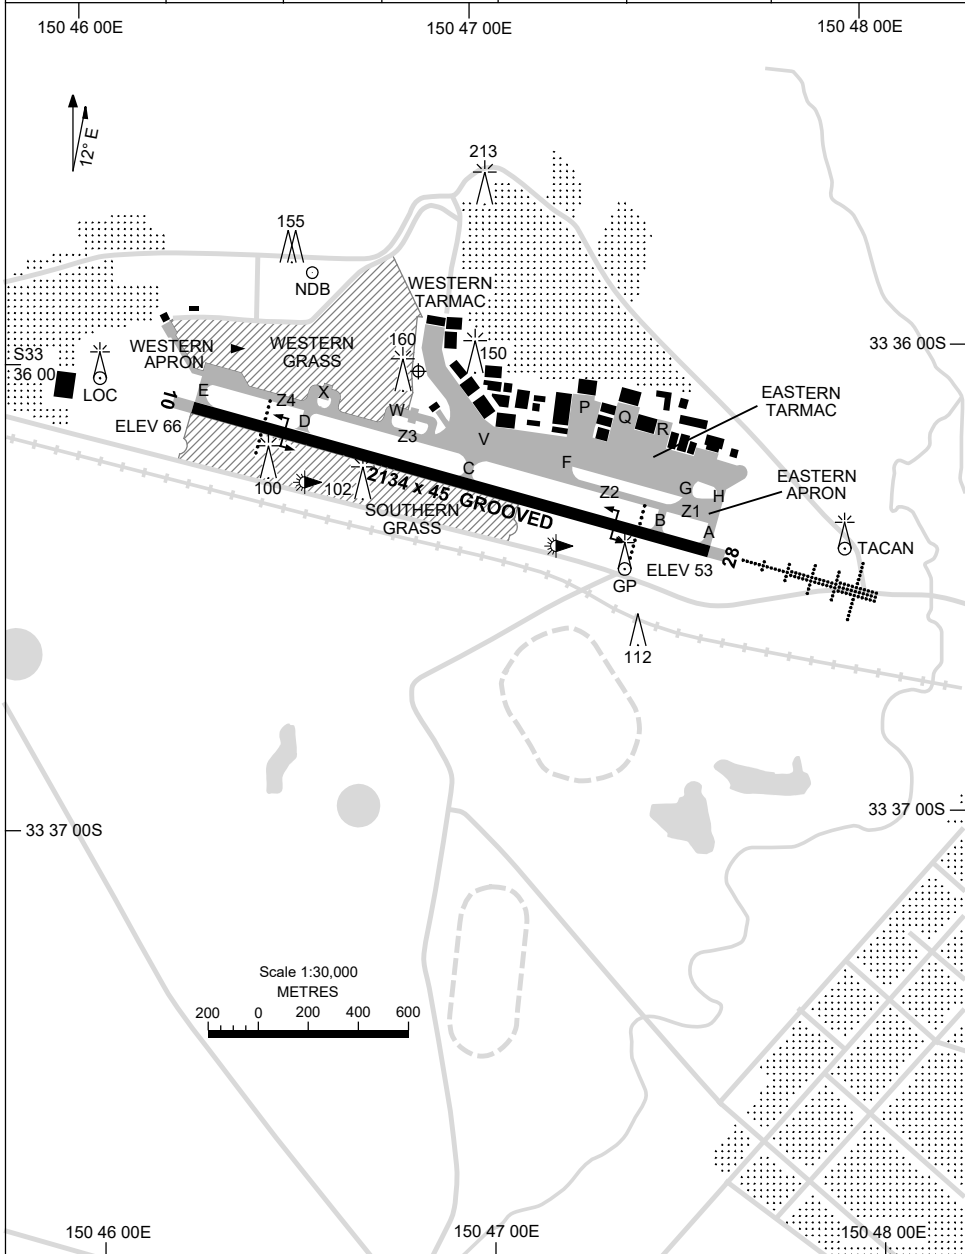 150 46 00E
150 47 00E
150 48 00E
12° E
213
155
NDB
WESTERN
TARMAC
WESTERN
APRON
WESTERN
GRASS
160
150
33 36 00S
S33
36 00
LOC
10
ELEV 66
E
Z4
D
X
W
Z3
V
C
F
P
Q
R
EASTERN
TARMAC
EASTERN
APRON
G
H
Z2
Z1
B
A
100
102
2134 x 45 GROOVED
SOUTHERN
GRASS
28
TACAN
GP
ELEV 53
112
33 37 00S
33 37 00S
Scale 1:30,000
METRES
200 0 200 400 600
150 46 00E
150 47 00E
150 48 00E